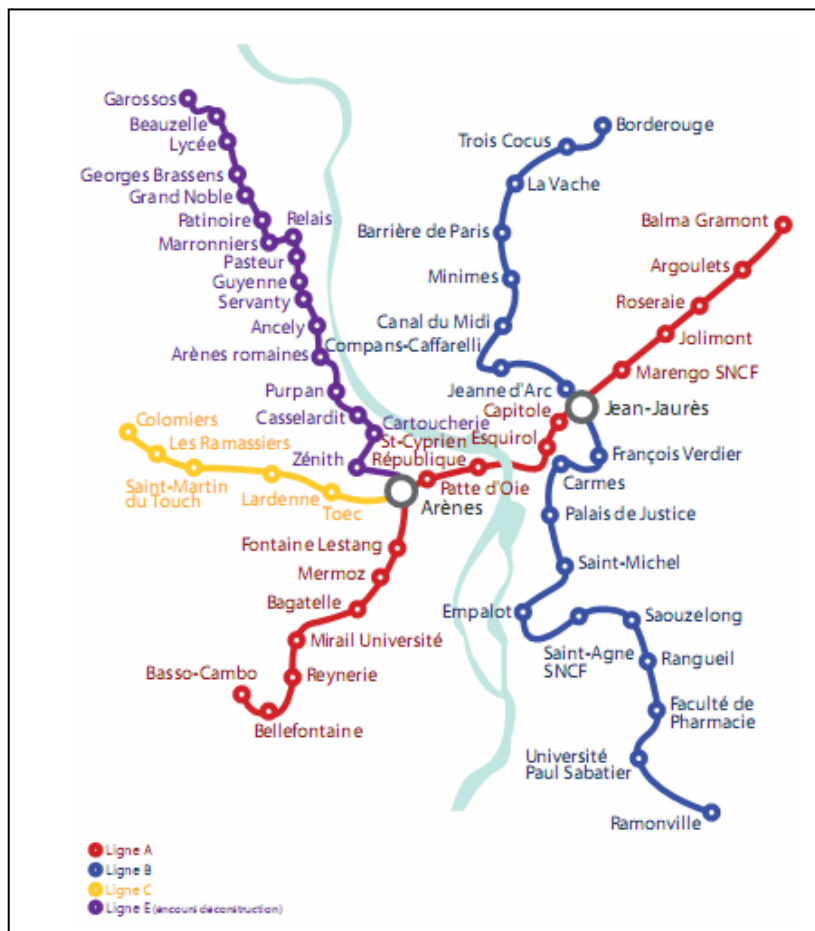 Garossos
Beauzelle
Lycée
Georges Brassens
Grand Noble
Patinoire
Relais
Marronniers
Pasteur
Guyenne
Servanty
Ancely
Arènes romaines
Purpan
Casselardit
Cartoucherie
Zénith
Colomiers
Les Ramassiers
Saint-Martin
du Touch
Lardenne
Toec
Arènes
St-Cyprien
République
Patte d'Oie
Esquirol
Capitole
Jean-Jaurès
Marengo SNCF
Jolimont
Roseraie
Argoulets
Balma Gramont
Fontaine Lestang
Mermoz
Bagatelle
Mirail Université
Reynerie
Basso-Cambo
Bellefontaine
Borderouge
Trois Cocus
La Vache
Barrière de Paris
Minimes
Canal du Midi
Compans-Caffarelli
Jeanne d'Arc
François Verdier
Carmes
Palais de Justice
Saint-Michel
Empalot
Saint-Agne
SNCF
Saouzelong
Rangueil
Faculté de
Pharmacie
Université
Paul Sabatier
Ramonville
Ligne A
Ligne B
Ligne C
Ligne E (encours déconstruction)